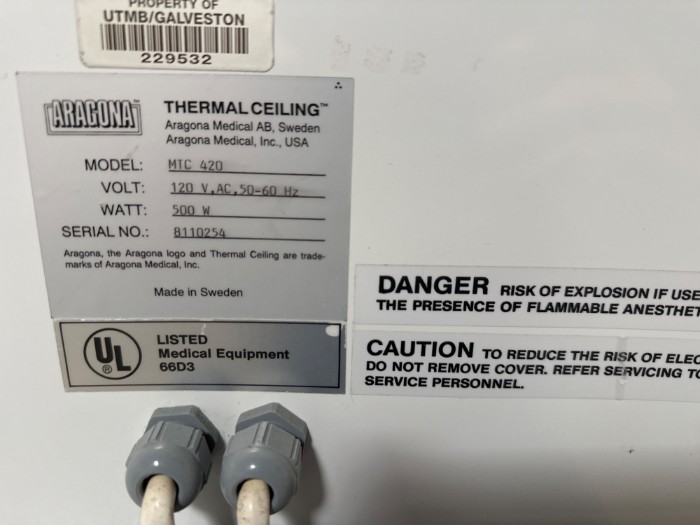 PROPERTY OF
UTMB/GALVESTON
229532
ARAGONA™
THERMAL CEILING™
Aragona Medical AB, Sweden
Aragona Medical, Inc., USA
MODEL: MTC 420
VOLT: 120 V,AC,50-60 Hz
WATT: 500 W
SERIAL NO.: 8110254
Aragona, the Aragona logo and Thermal Ceiling are trade-
marks of Aragona Medical, Inc.
Made in Sweden
UL
®
LISTED
Medical Equipment
66D3
DANGER RISK OF EXPLOSION IF USE
THE PRESENCE OF FLAMMABLE ANESTHET
CAUTION TO REDUCE THE RISK OF ELEC
DO NOT REMOVE COVER. REFER SERVICING TO
SERVICE PERSONNEL.